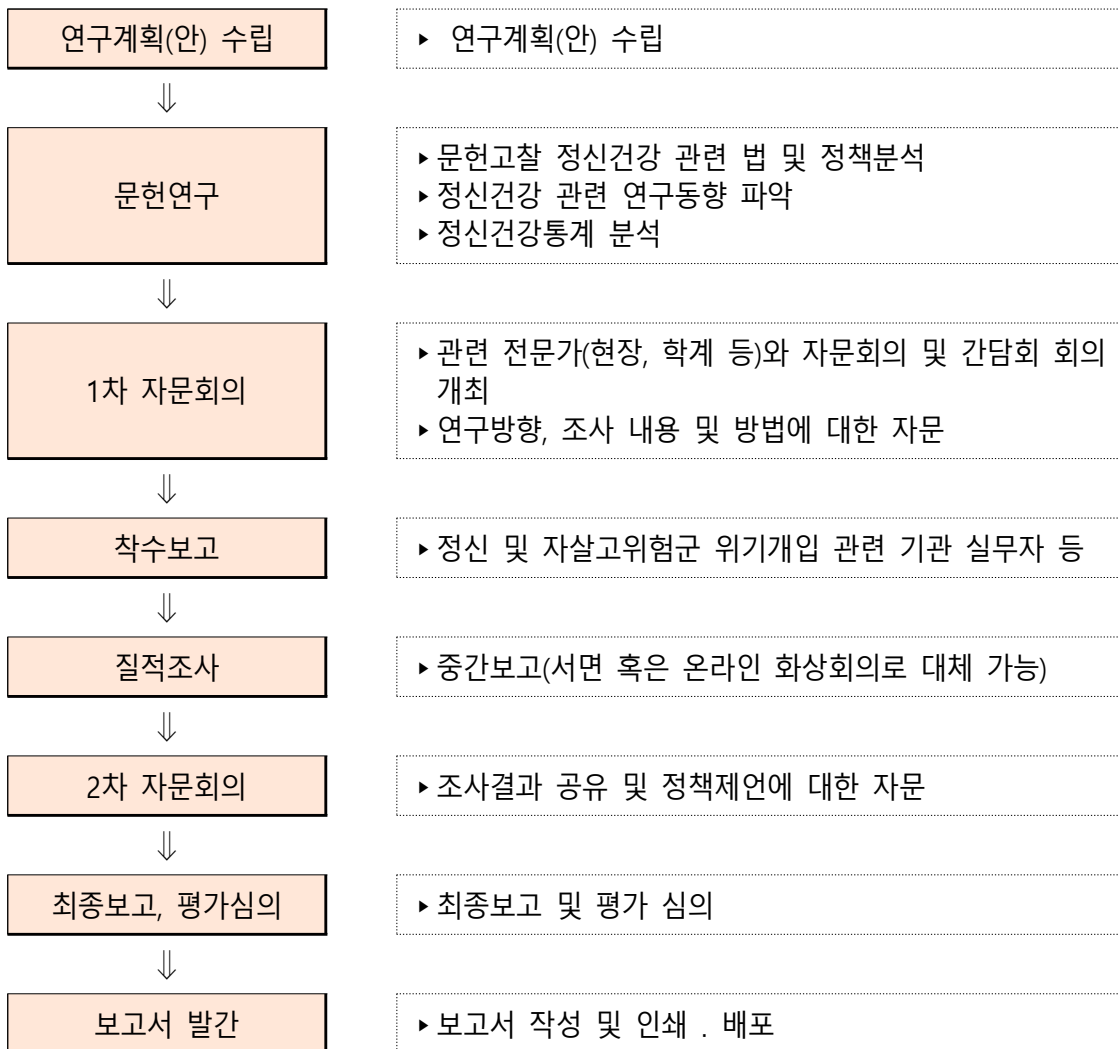 연구계획(안) 수립
▸ 연구계획(안) 수립
⇓
문헌연구
▸문헌고찰 정신건강 관련 법 및 정책분석
▸정신건강 관련 연구동향 파악
▸정신건강통계 분석
⇓
1차 자문회의
▸관련 전문가(현장, 학계 등)와 자문회의 및 간담회 회의
개최
▸연구방향, 조사 내용 및 방법에 대한 자문
⇓
착수보고
▸정신 및 자살고위험군 위기개입 관련 기관 실무자 등
⇓
질적조사
▸중간보고(서면 혹은 온라인 화상회의로 대체 가능)
⇓
2차 자문회의
▸조사결과 공유 및 정책제언에 대한 자문
⇓
최종보고, 평가심의
▸최종보고 및 평가 심의
⇓
보고서 발간
▸보고서 작성 및 인쇄 . 배포